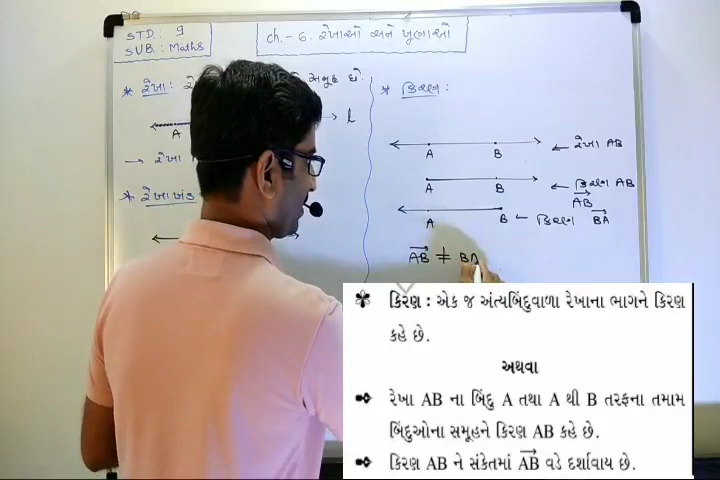 STD. : 9
SUB. : Maths
ch.- 6. રેખાઓ અને ખૂણાઓ
* રેખા : રે
અમૂહ છે.
l
A
→ રેખા
* રેખાખંડ
* કિરણ :
A B ← રેખા AB
A B ← કિરણ AB
AB
A B ← કિરણ BA
AB ≠ BA
✽ કિરણ : એક જ અંત્યબિંદુવાળા રેખાના ભાગને કિરણ
કહે છે.
અથવા
➼ રેખા AB ના બિંદુ A તથા A થી B તરફના તમામ
બિંદુઓના સમૂહને કિરણ AB કહે છે.
➼ કિરણ AB ને સંકેતમાં AB વડે દર્શાવાય છે.